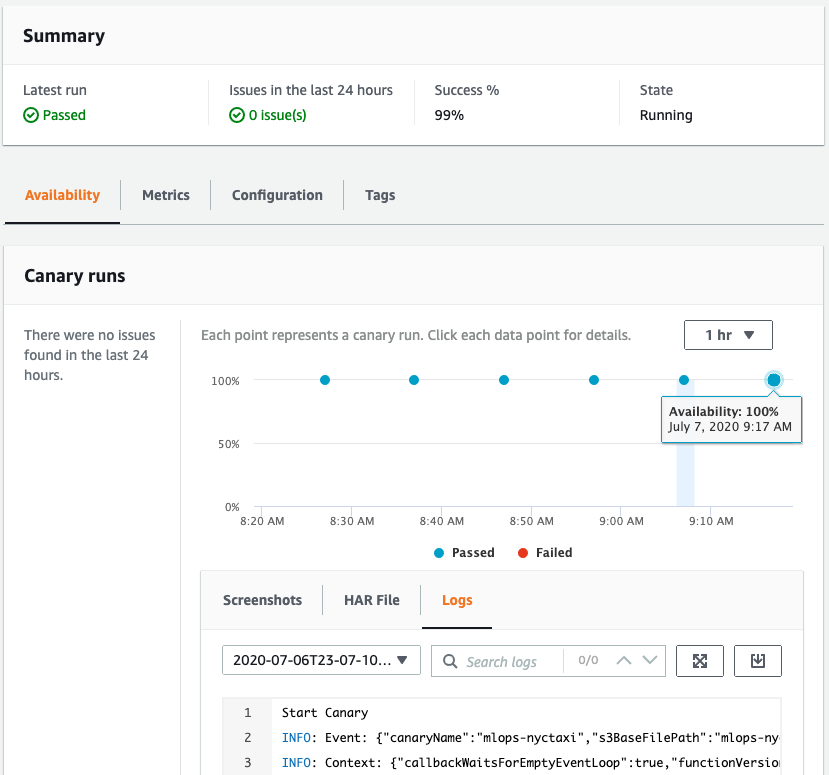 Summary
Latest run
Issues in the last 24 hours
Success %
State
Passed
0 issue(s)
99%
Running
Availability
Metrics
Configuration
Tags
Canary runs
There were no issues
found in the last 24
hours.
Each point represents a canary run. Click each data point for details.
1 hr
100%
50%
0%
Availability: 100%
July 7, 2020 9:17 AM
8:20 AM
8:30 AM
8:40 AM
8:50 AM
9:00 AM
9:10 AM
Passed
Failed
Screenshots
HAR File
Logs
2020-07-06T23-07-10...
Search logs
0/0
1 Start Canary
2 INFO: Event: {"canaryName":"mlops-nyctaxi","s3BaseFilePath":"mlops-ny
3 INFO: Context: {"callbackWaitsForEmptyEventLoop":true,"functionVersio